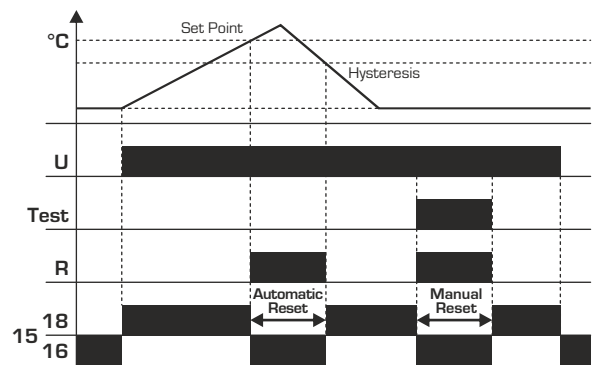 Set Point
°C
Hysteresis
U
Test
R
Automatic
Reset
Manual
Reset
18
15
16